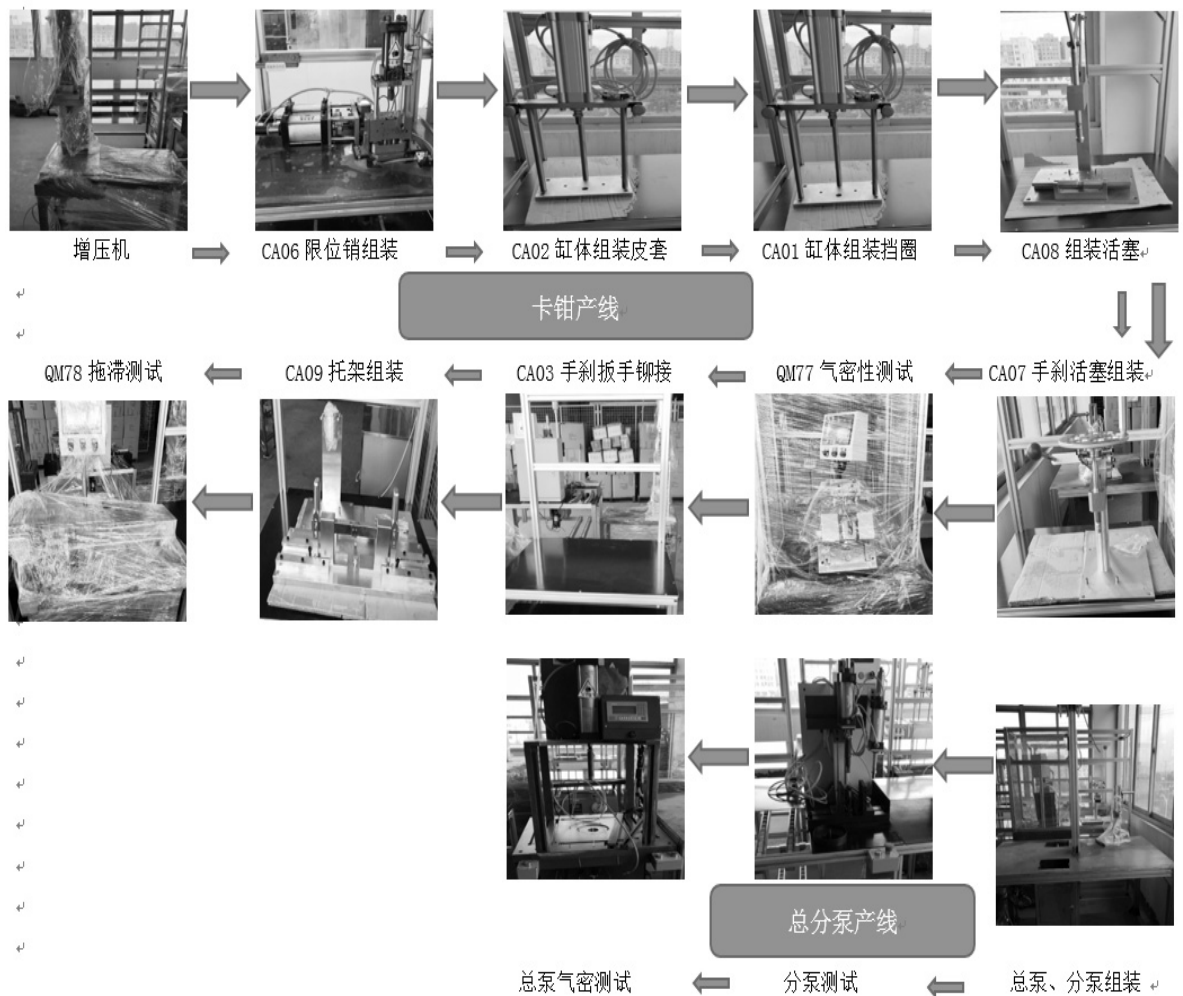 增压机
CA06 限位销组装
CA02 缸体组装皮套
CA01 缸体组装挡圈
CA08 组装活塞
卡钳产线
QM78 拖滞测试
CA09 托架组装
CA03 手刹扳手铆接
QM77 气密性测试
CA07 手刹活塞组装
总分泵产线
总泵气密测试
分泵测试
总泵、分泵组装